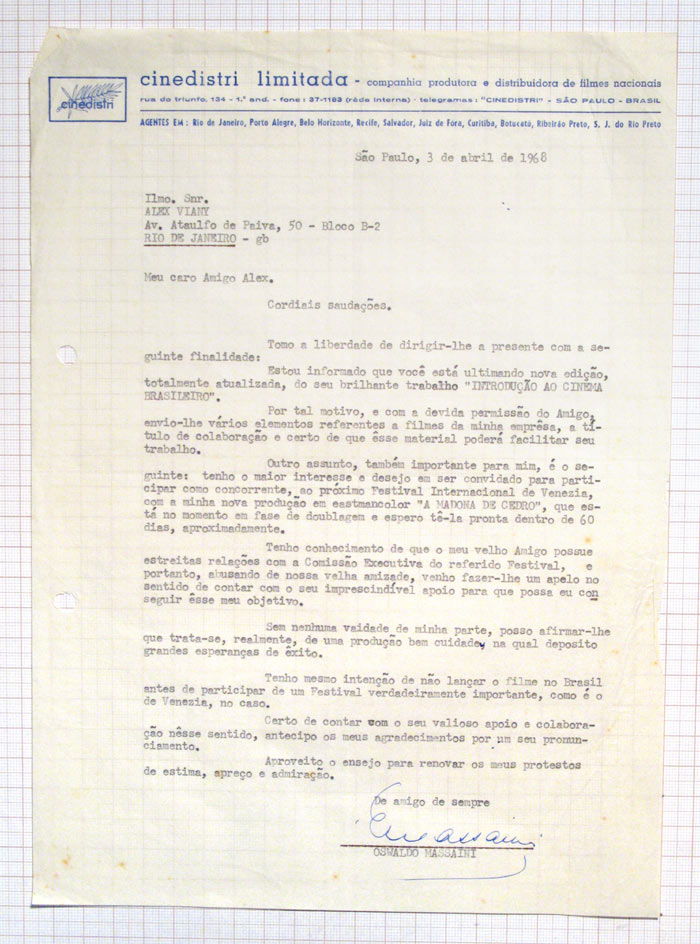 cinedistri
cinedistri limitada - companhia produtora e distribuidora de filmes nacionais
rua do triunfo, 134 - 1.º and. - fone: 37-1183 (rêde interna) - telegramas: "CINEDISTRI" - SÃO PAULO - BRASIL
AGENTES EM: Rio de Janeiro, Porto Alegre, Belo Horizonte, Recife, Salvador, Juiz de Fóra, Curitiba, Botucatú, Ribeirão Preto, S. J. do Rio Preto
São Paulo, 3 de abril de 1968
Ilmo. Snr.
ALEX VIANY
Av. Ataulfo de Paiva, 50 - Bloco B-2
RIO DE JANEIRO - gb
Meu caro Amigo Alex.
Cordiais saudações.
Tomo a liberdade de dirigir-lhe a presente com a se-
guinte finalidade:
Estou informado que você está ultimando nova edição,
totalmente atualizada, do seu brilhante trabalho "INTRODUÇÃO AO CINEMA
BRASILEIRO".
Por tal motivo, e com a devida permissão do Amigo,
envio-lhe vários elementos referentes a filmes da minha emprêsa, a tí-
tulo de colaboração e certo de que êsse material poderá facilitar seu
trabalho.
Outro assunto, também importante para mim, é o se-
guinte: tenho o maior interesse e desejo em ser convidado para parti-
cipar como concorrente, ao próximo Festival Internacional de Venezia,
com a minha nova produção em eastmancolor "A MADONA DE CEDRO", que es-
tá no momento em fase de doublagem e espero tê-la pronta dentro de 60
dias, aproximadamente.
Tenho conhecimento de que o meu velho Amigo possue
estreitas relações com a Comissão Executiva do referido Festival, e
portanto, abusando de nossa velha amizade, venho fazer-lhe um apelo no
sentido de contar com o seu imprescindível apoio para que possa eu con
seguir êsse meu objetivo.
Sem nenhuma vaidade de minha parte, posso afirmar-lhe
que trata-se, realmente, de uma produção bem cuidade, na qual deposito
grandes esperanças de êxito.
Tenho mesmo intenção de não lançar o filme no Brasil
antes de participar de um Festival verdadeiramente importante, como é o
de Venezia, no caso.
Certo de contar com o seu valioso apoio e colabora-
ção nêsse sentido, antecipo os meus agradecimentos por um seu pronun-
ciamento.
Aproveito o ensejo para renovar os meus protestos
de estima, apreço e admiração.
De amigo de sempre
OSWALDO MASSAINI